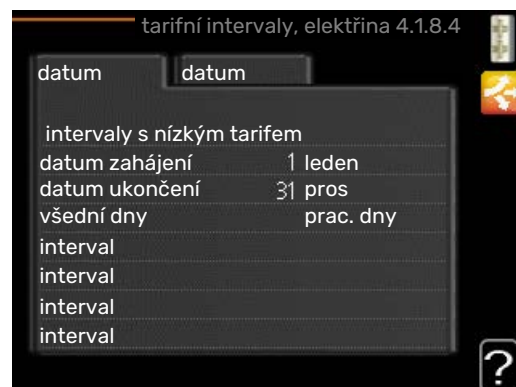 tarifní intervaly, elektřina 4.1.8.4
datum datum
intervaly s nízkým tarifem
datum zahájení 1 leden
datum ukončení 31 pros
všední dny prac. dny
interval
interval
interval
interval
?